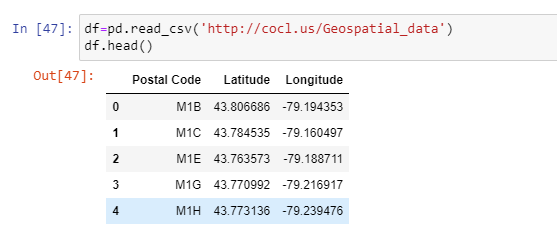 In [47]: df=pd.read_csv('http://cocl.us/Geospatial_data')
df.head()
Out[47]:
Postal Code Latitude Longitude
0 M1B 43.806686 -79.194353
1 M1C 43.784535 -79.160497
2 M1E 43.763573 -79.188711
3 M1G 43.770992 -79.216917
4 M1H 43.773136 -79.239476